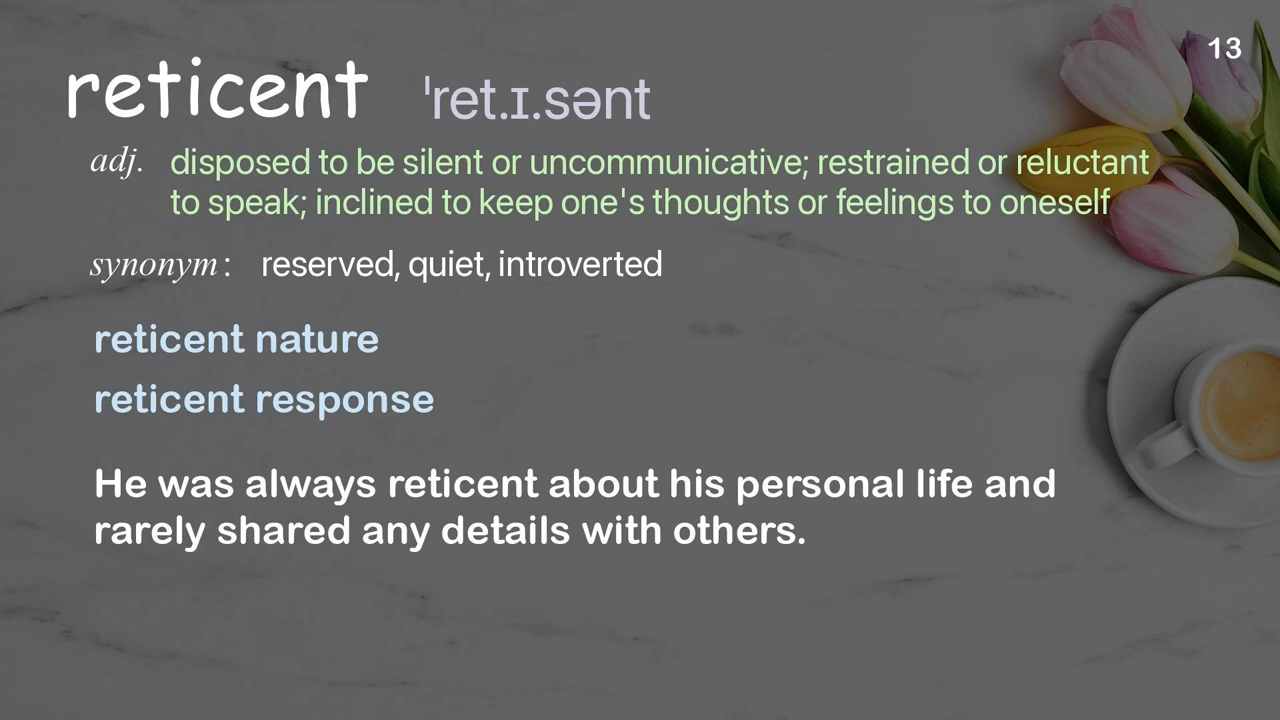 13
reticent ˈret.ɪ.sənt
adj. disposed to be silent or uncommunicative; restrained or reluctant
to speak; inclined to keep one's thoughts or feelings to oneself
synonym: reserved, quiet, introverted
reticent nature
reticent response
He was always reticent about his personal life and
rarely shared any details with others.